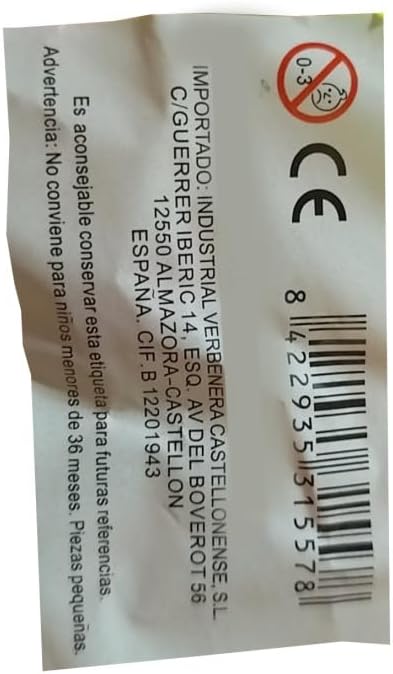 0-3
CE
8 422935 315578
IMPORTADO: INDUSTRIAL VERBENERA CASTELLONENSE, S.L.
C/GUERRER IBERIC 14, ESQ. AV DEL BOVEROT 56
12550 ALMAZORA-CASTELLON
ESPAÑA. CIF.B 12201943
Es aconsejable conservar esta etiqueta para futuras referencias.
Advertencia: No conviene para niños menores de 36 meses. Piezas pequeñas.